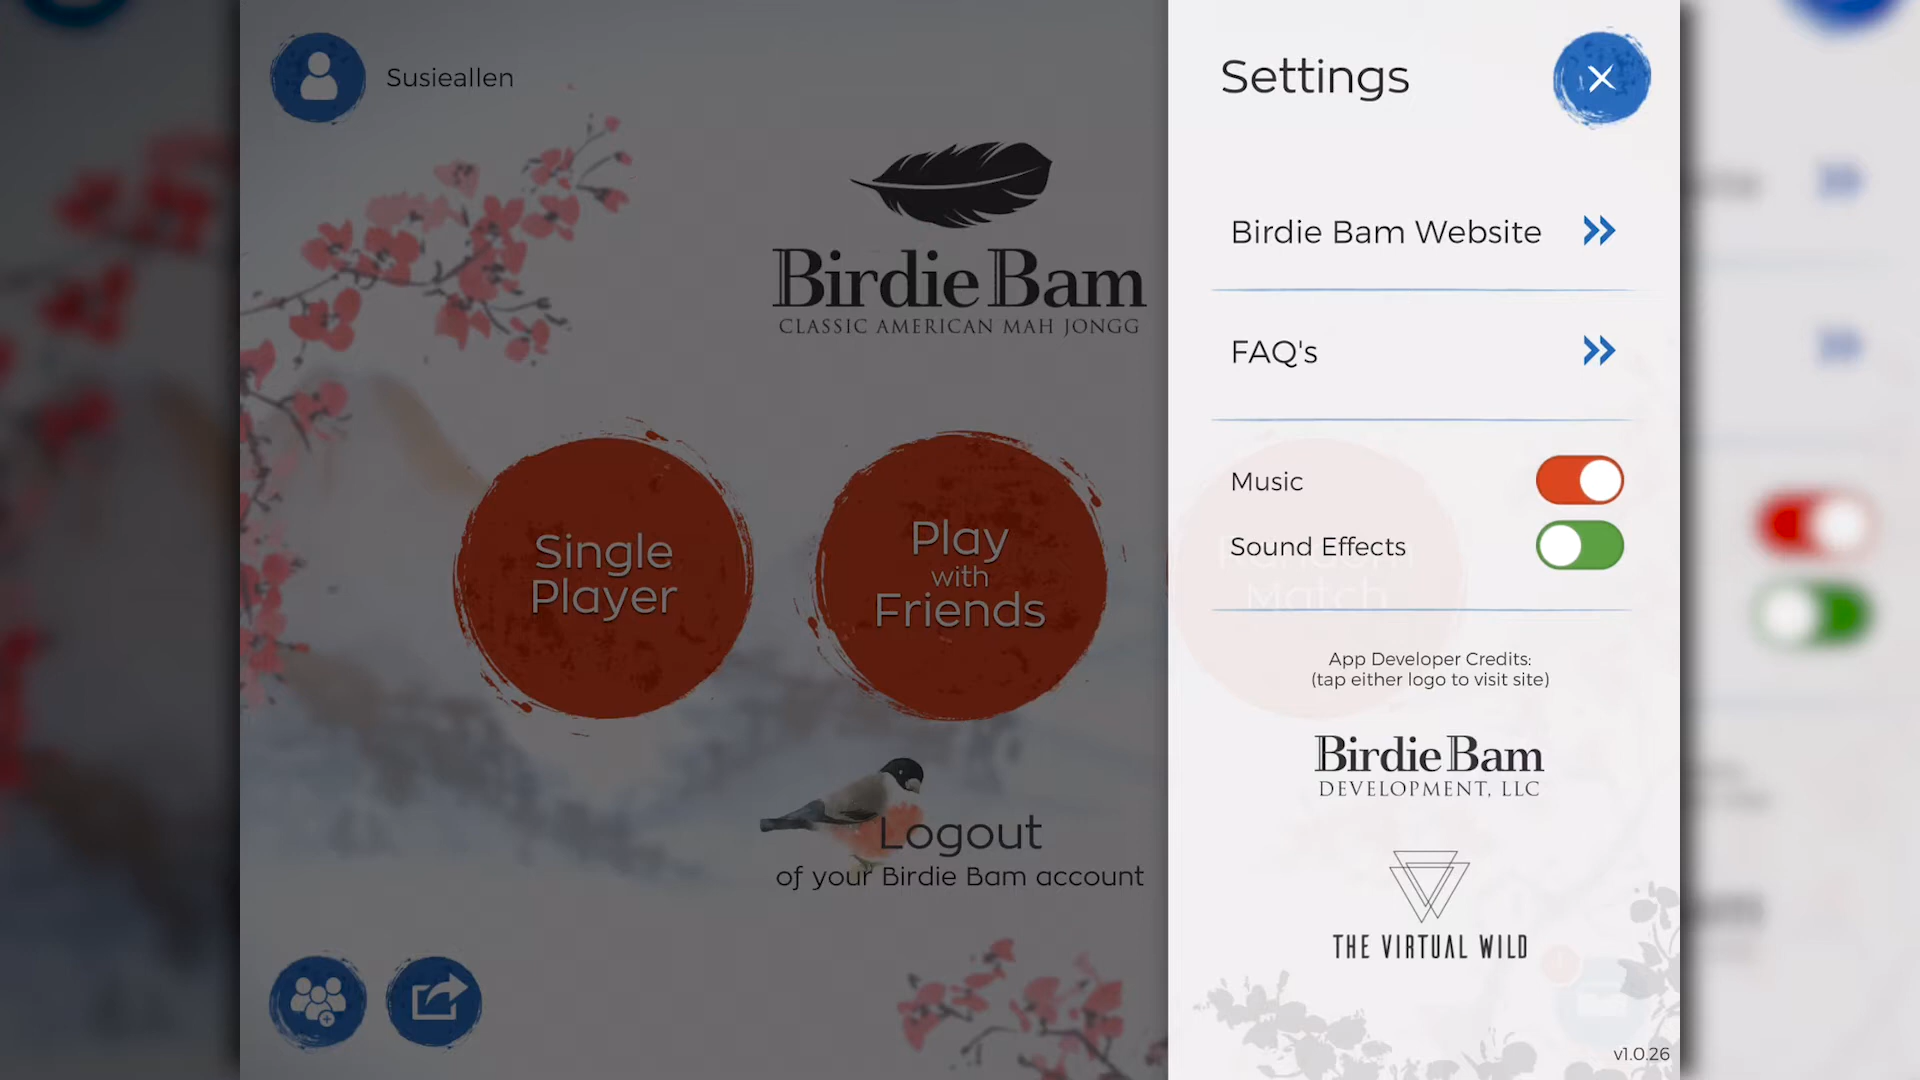 Susieallen
Birdie Bam
CLASSIC AMERICAN MAH JONGG
Single
Player
Play
with
Friends
Logout
of your Birdie Bam account
Settings
Birdie Bam Website
FAQ's
Music
Sound Effects
Match
App Developer Credits:
(tap either logo to visit site)
Birdie Bam
DEVELOPMENT, LLC
THE VIRTUAL WILD
v1.0.26